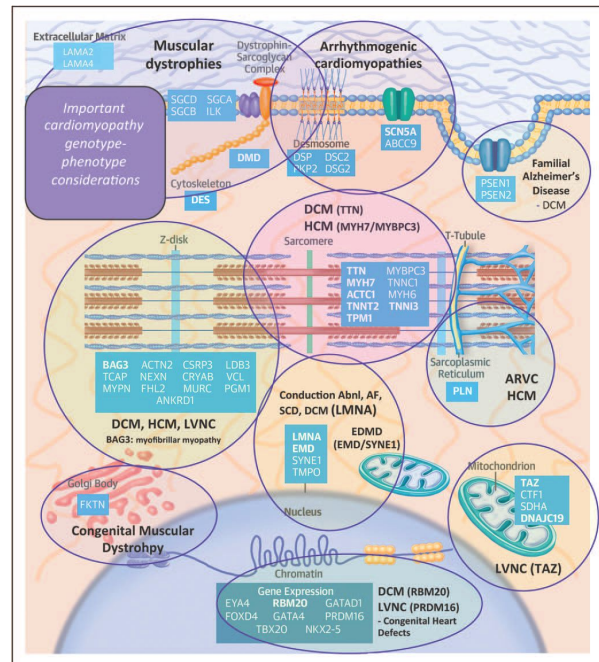 Extracellular Matrix
LAMA2
LAMA4
Muscular
dystrophies
Dystrophin-
Sarcoglycan
Complex
Arrhythmogenic
cardiomyopathies
Important
cardiomyopathy
genotype-
phenotype
considerations
SGCD SGCA
SGCB ILK
DMD
Cytoskeleton
DES
Desmosome
DSP DSC2
PKP2 DSG2
SCN5A
ABCC9
PSEN1
PSEN2
Familial
Alzheimer's
Disease
- DCM
DCM (TTN)
HCM (MYH7/MYBPC3)
Z-disk
Sarcomere
T-Tubule
TTN MYBPC3
MYH7 TNNC1
ACTC1 MYH6
TNNT2 TNNI3
TPM1
BAG3 ACTN2 CSRP3 LDB3
TCAP NEXN CRYAB VCL
MYPN FHL2 MURC PGM1
ANKRD1
DCM, HCM, LVNC
BAG3: myofibrillar myopathy
Sarcoplasmic
Reticulum
PLN
ARVC
HCM
Conduction Abnl, AF,
SCD, DCM (LMNA)
LMNA
EMD
SYNE1
TMPO
EDMD
(EMD/SYNE1)
Nucleus
Golgi Body
FKTN
Congenital Muscular
Dystrohpy
Mitochondrion
TAZ
CTF1
SDHA
DNAJC19
LVNC (TAZ)
Chromatin
Gene Expression
EYA4 RBM20 GATAD1
FOXD4 GATA4 PRDM16
TBX20 NKX2-5
DCM (RBM20)
LVNC (PRDM16)
- Congenital Heart
Defects